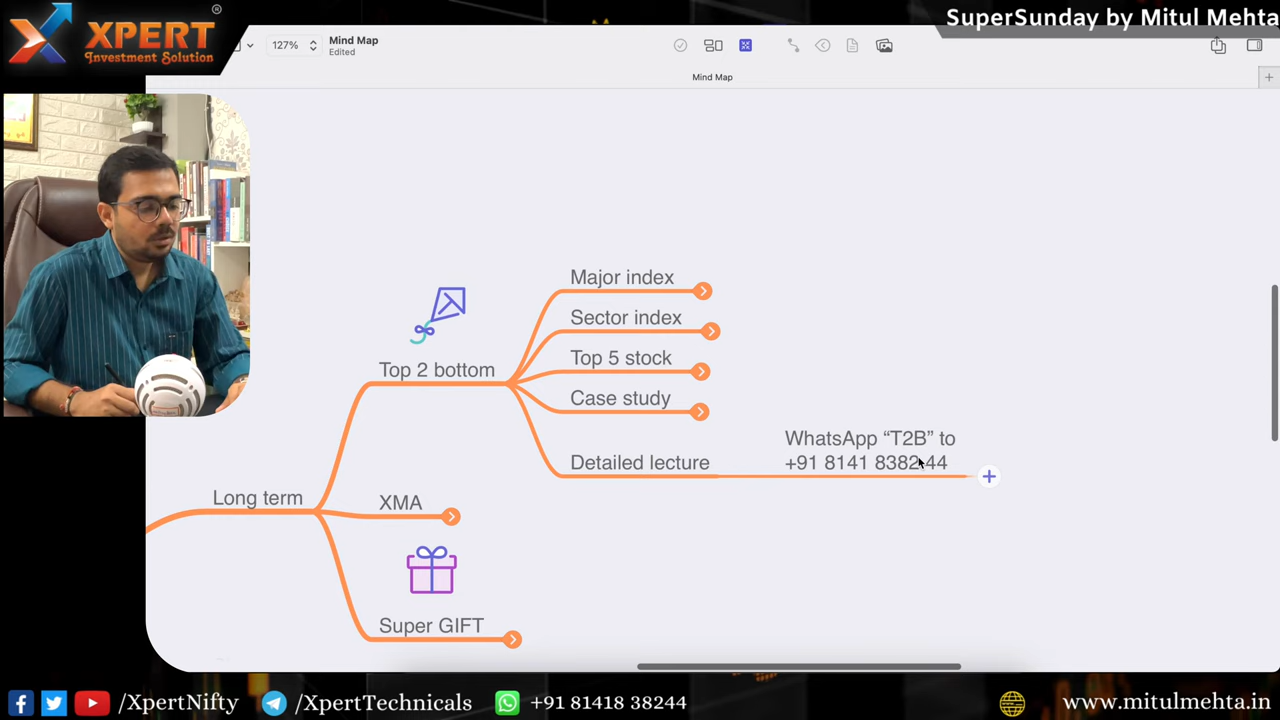 SuperSunday by Mitul Mehta
XPERT
Investment Solution
®
127%
Mind Map
Edited
Mind Map
Major index
Sector index
Top 5 stock
Top 2 bottom
Case study
WhatsApp “T2B” to
+91 8141 838244
Detailed lecture
Long term
XMA
Super GIFT
/XpertNifty
/XpertTechnicals
+91 81418 38244
www.mitulmehta.in